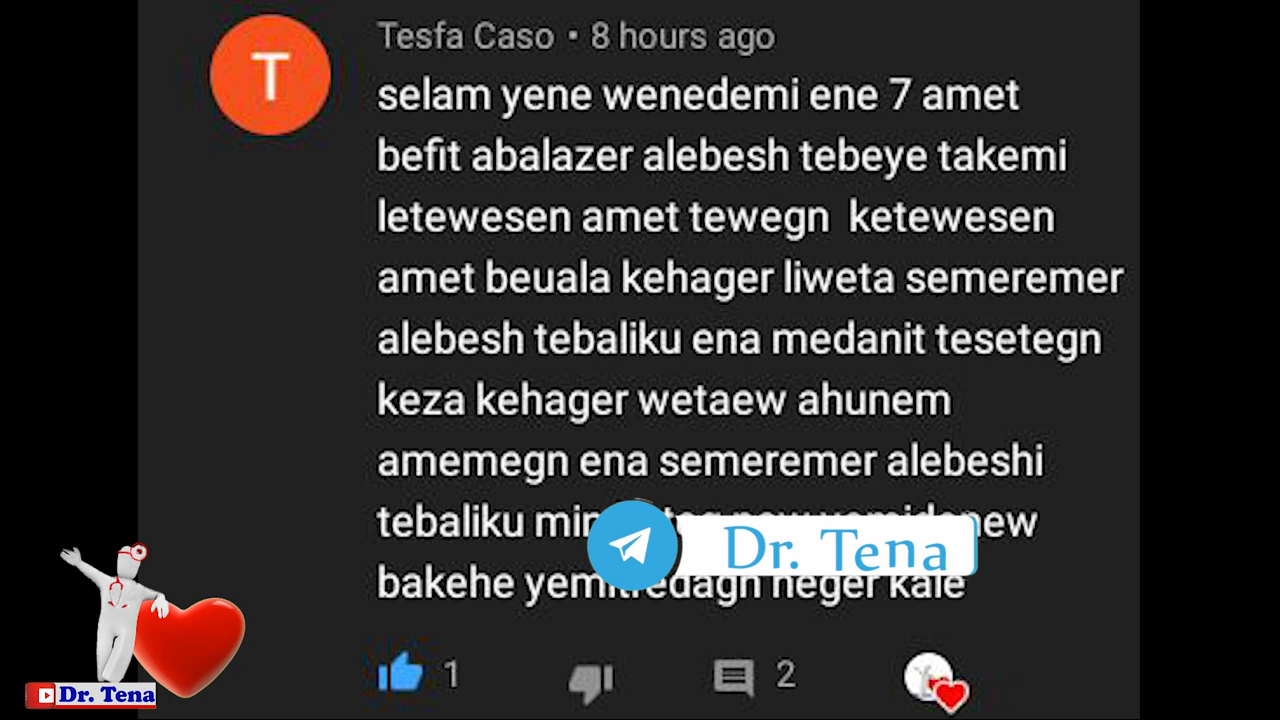 T
Tesfa Caso • 8 hours ago
selam yene wenedemi ene 7 amet
befit abalazer alebesh tebeye takemi
letewesen amet tewegn ketewesen
amet beuala kehager liweta semeremer
alebesh tebaliku ena medanit tesetegn
keza kehager wetaew ahunem
amemegn ena semeremer alebeshi
tebaliku
bakehe neger kale
Dr. Tena
1
2
Dr. Tena